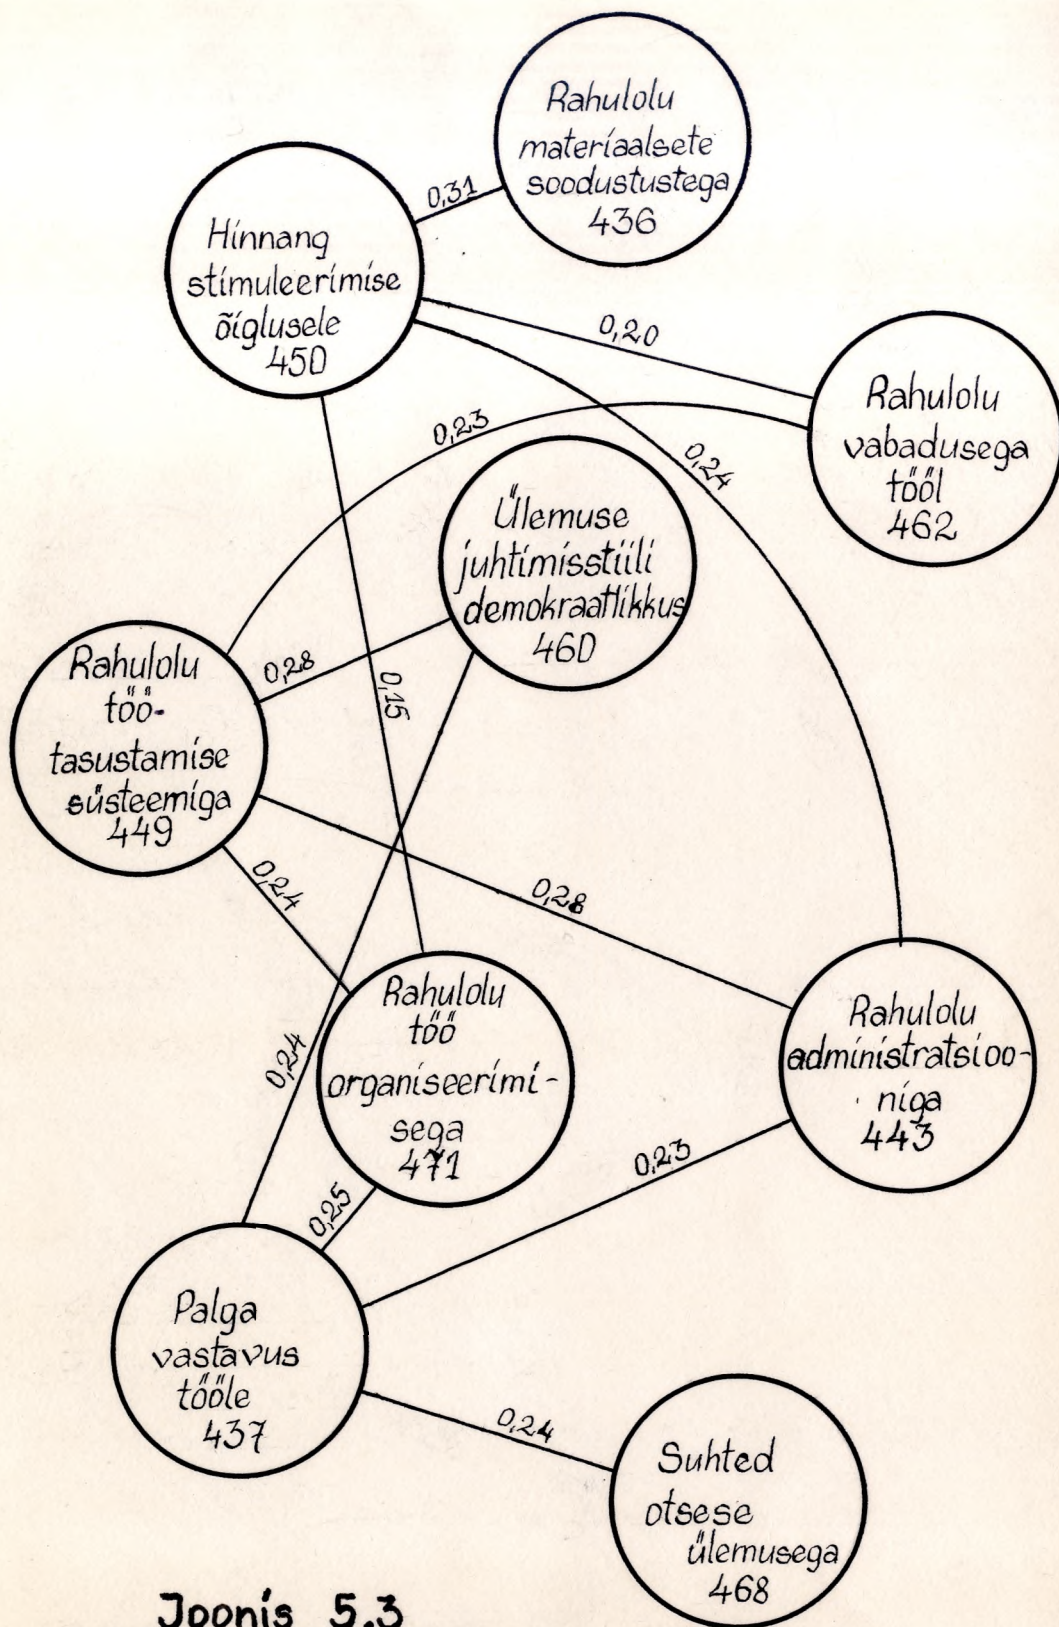 Rahulolu
materiaalsete
soodustustega
436
0,31
Hinnang
stimuleerimise
õiglusele
450
0,20
Rahulolu
vabadusega
tööl
462
0,23
0,24
Ülemuse
juhtimisstiili
demokraatlikkus
460
Rahulolu
töö-
tasustamise
süsteemiga
449
0,28
0,15
0,24
0,28
Rahulolu
töö
organiseerimi-
sega
471
Rahulolu
administratsioo-
niga
443
0,24
0,25
0,23
Palga
vastavus
tööle
437
0,24
Suhted
otsese
ülemusega
468
Joonis 5.3